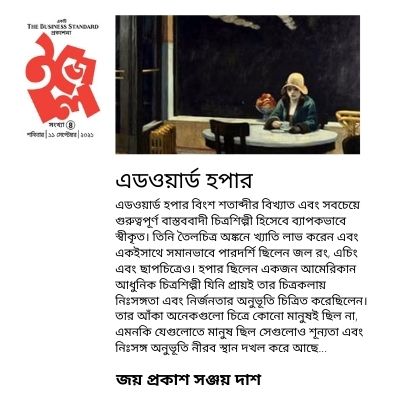 একটি
THE BUSINESS STANDARD
প্রকাশনা
ইজেল
সংখ্যা ৪
শনিবার | ১১ সেপ্টেম্বর | ২০২১
এডওয়ার্ড হপার
এডওয়ার্ড হপার বিংশ শতাব্দীর বিখ্যাত এবং সবচেয়ে
গুরুত্বপূর্ণ বাস্তববাদী চিত্রশিল্পী হিসেবে ব্যাপকভাবে
স্বীকৃত। তিনি তৈলচিত্র অঙ্কনে খ্যাতি লাভ করেন এবং
একইসাথে সমানভাবে পারদর্শি ছিলেন জল রং, এচিং
এবং ছাপচিত্রেও। হপার ছিলেন একজন আমেরিকান
আধুনিক চিত্রশিল্পী যিনি প্রায়ই তার চিত্রকলায়
নিঃসঙ্গতা এবং নির্জনতার অনুভূতি চিত্রিত করেছিলেন।
তার আঁকা অনেকগুলো চিত্রে কোনো মানুষই ছিল না,
এমনকি যেগুলোতে মানুষ ছিল সেগুলোও শূন্যতা এবং
নিঃসঙ্গ অনুভূতি নীরব স্থান দখল করে আছে...
জয় প্রকাশ সঞ্জয় দাশ